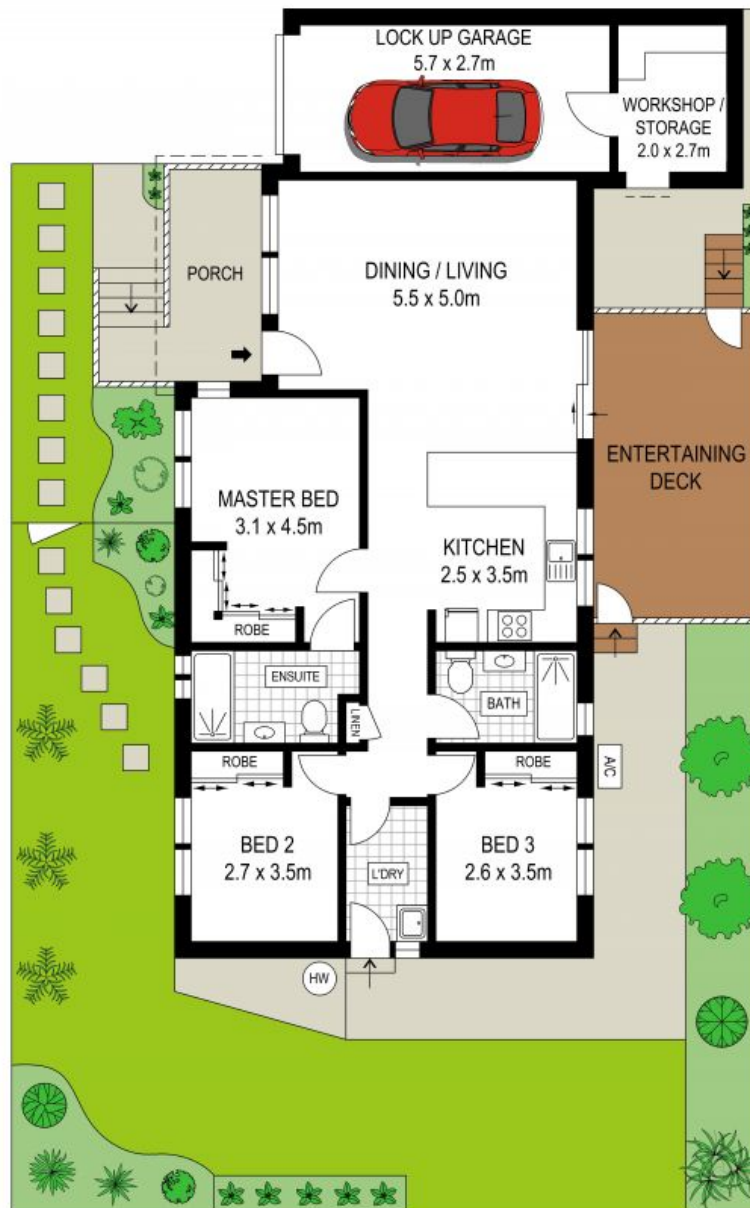 LOCK UP GARAGE
5.7 x 2.7m
WORKSHOP /
STORAGE
2.0 x 2.7m
PORCH
DINING / LIVING
5.5 x 5.0m
ENTERTAINING
DECK
MASTER BED
3.1 x 4.5m
KITCHEN
2.5 x 3.5m
ROBE
ENSUITE
LINEN
BATH
ROBE
ROBE
A/C
BED 2
2.7 x 3.5m
L'DRY
BED 3
2.6 x 3.5m
HW